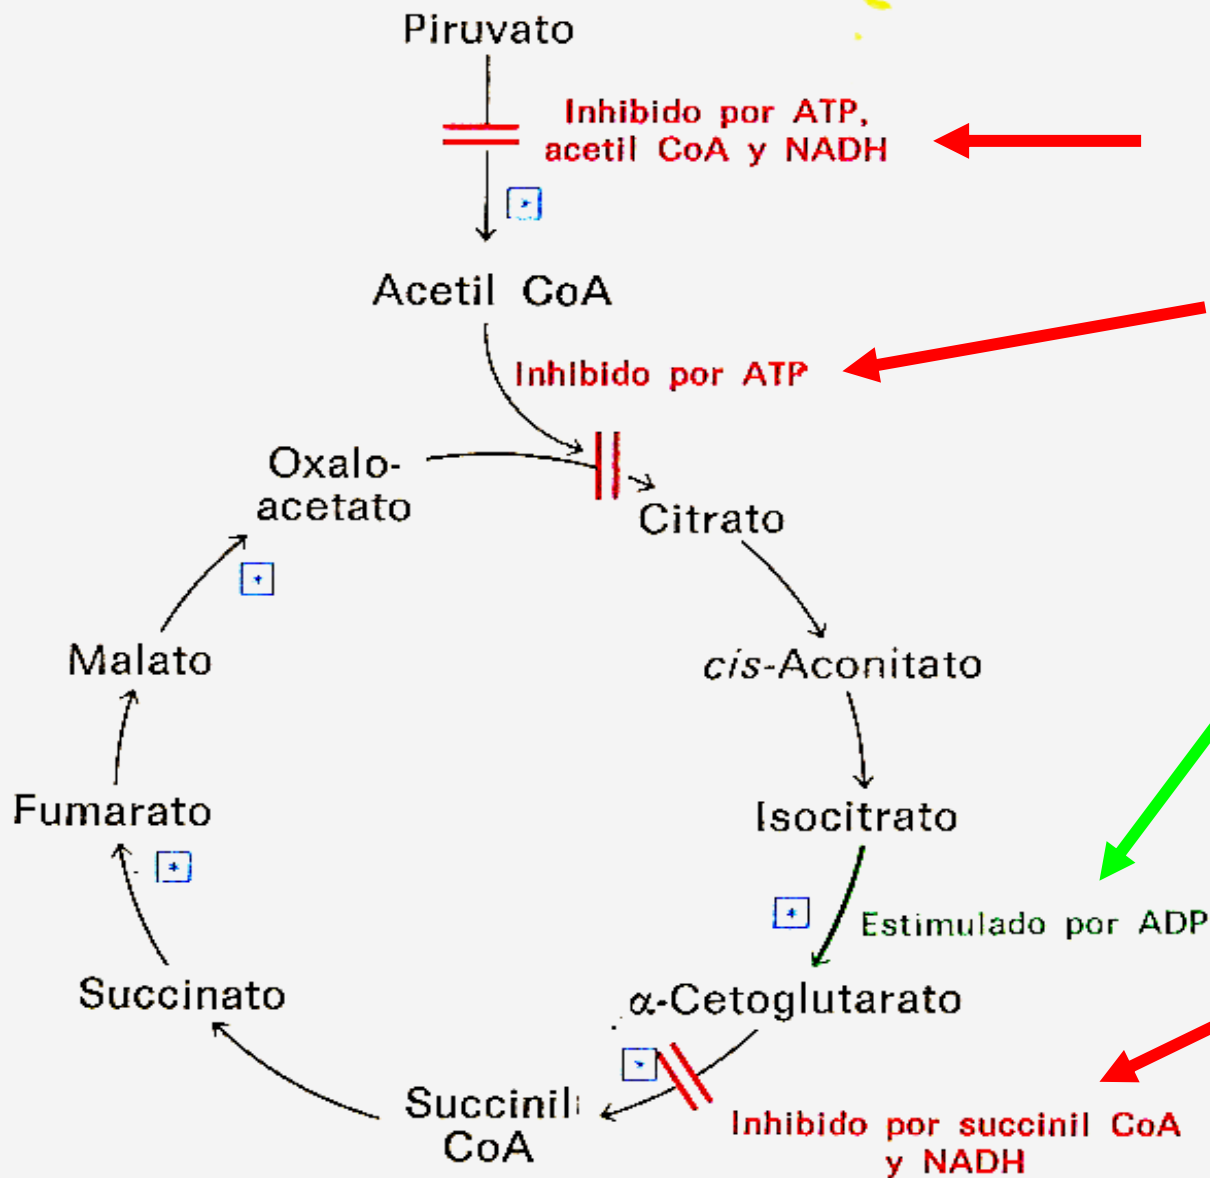 Piruvato
Inhibido por ATP,
acetil CoA y NADH
Acetil CoA
Inhibido por ATP
Oxalo-
acetato
Citrato
Malato
cis-Aconitato
Fumarato
Isocitrato
Estimulado por ADP
Succinato
α-Cetoglutarato
Succinil
CoA
Inhibido por succinil CoA
y NADH